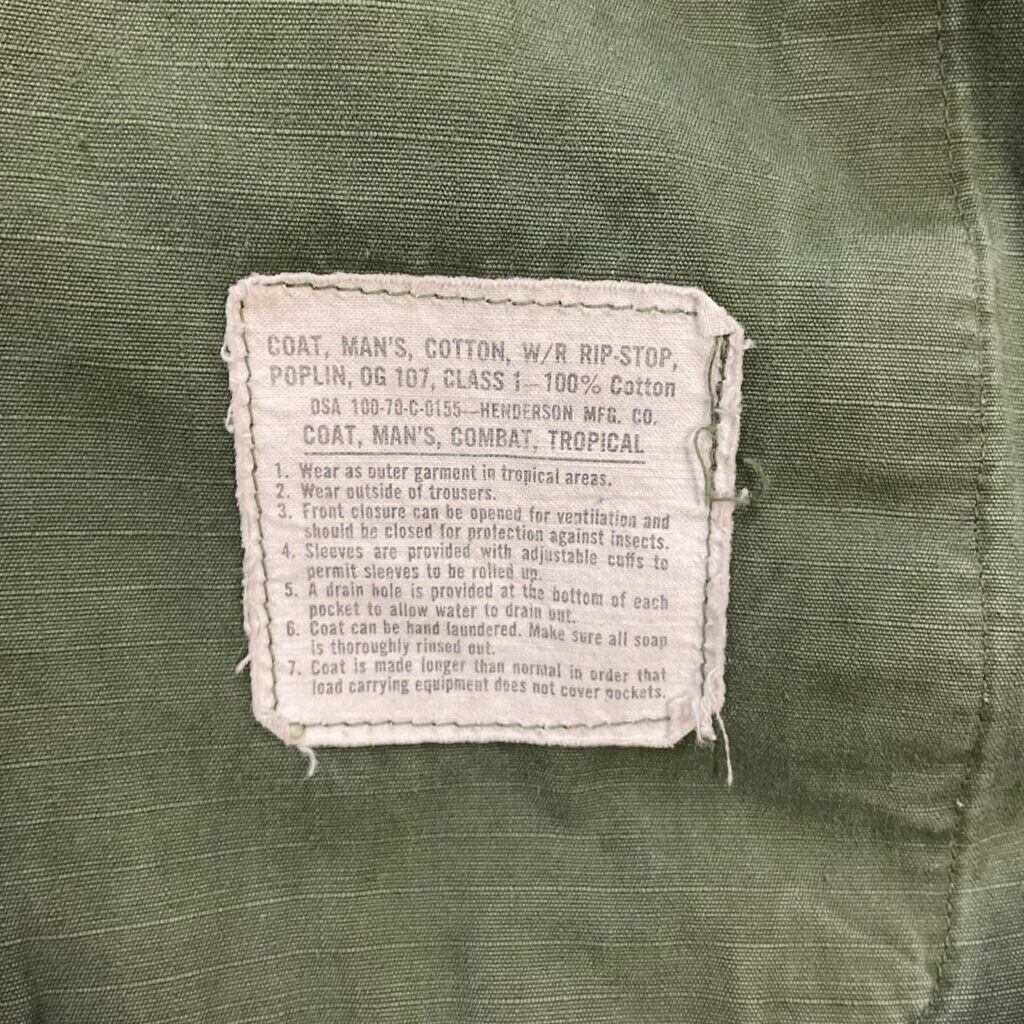 COAT, MAN'S, COTTON, W/R RIP-STOP,
POPLIN, OG 107, CLASS 1—100% Cotton
DSA 100-70-C-0155—HENDERSON MFG. CO.
COAT, MAN'S, COMBAT, TROPICAL
1. Wear as outer garment in tropical areas.
2. Wear outside of trousers.
3. Front closure can be opened for ventilation and
should be closed for protection against insects.
4. Sleeves are provided with adjustable cuffs to
permit sleeves to be rolled up.
5. A drain hole is provided at the bottom of each
pocket to allow water to drain out.
6. Coat can be hand laundered. Make sure all soap
is thoroughly rinsed out.
7. Coat is made longer than normal in order that
load carrying equipment does not cover pockets.